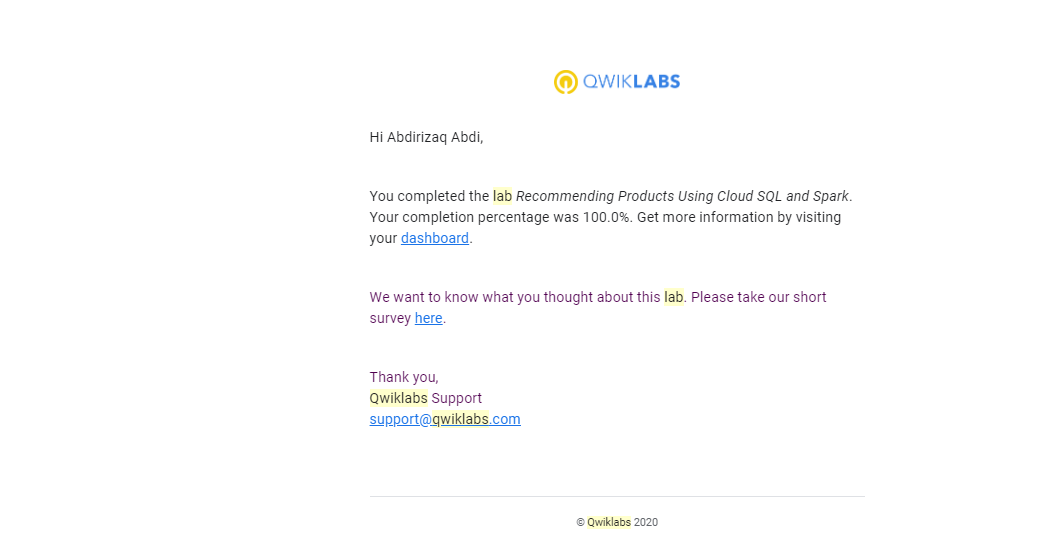 QWIKLABS
Hi Abdirizaq Abdi,
You completed the lab Recommending Products Using Cloud SQL and Spark.
Your completion percentage was 100.0%. Get more information by visiting
your dashboard.
We want to know what you thought about this lab. Please take our short
survey here.
Thank you,
Qwiklabs Support
support@qwiklabs.com
© Qwiklabs 2020